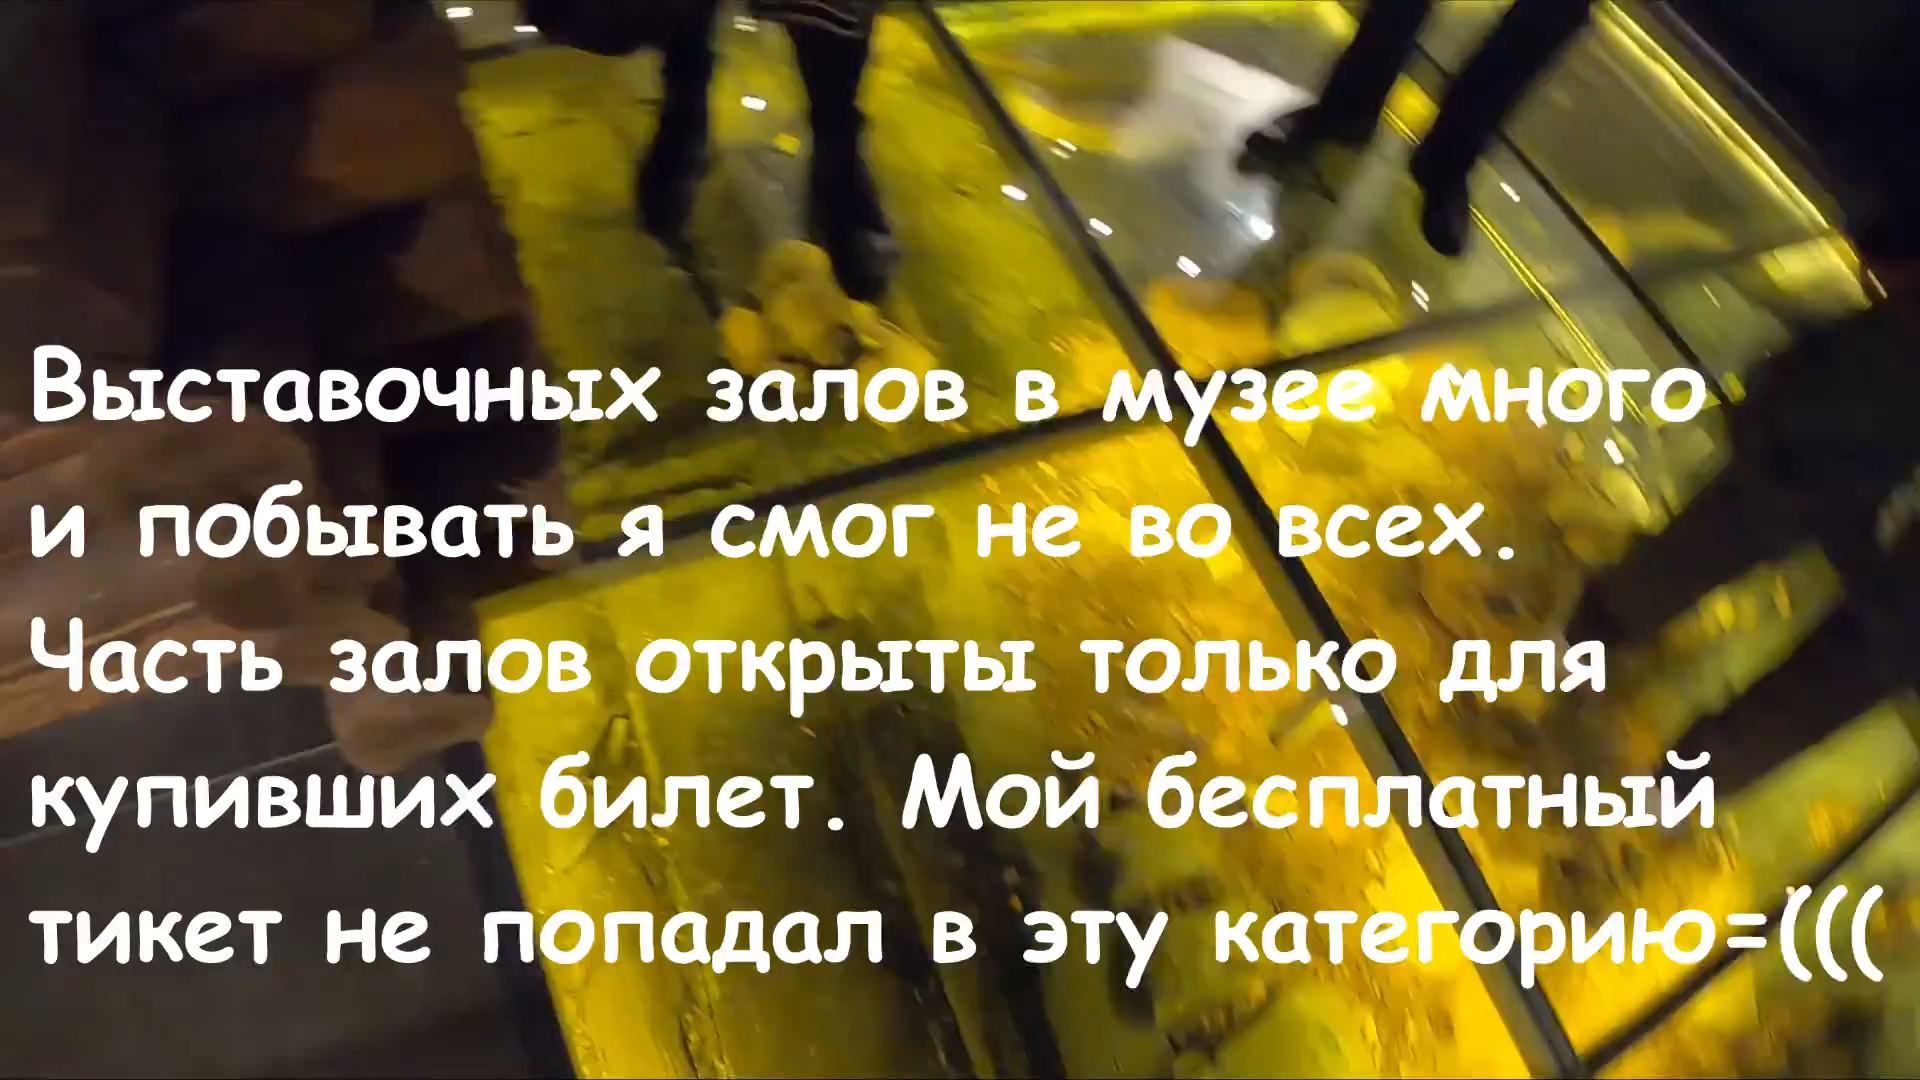 Выставочных залов в музее много
и побывать я смог не во всех.
Часть залов открыты только для
купивших билет. Мой бесплатный
тикет не попадал в эту категорию=(((